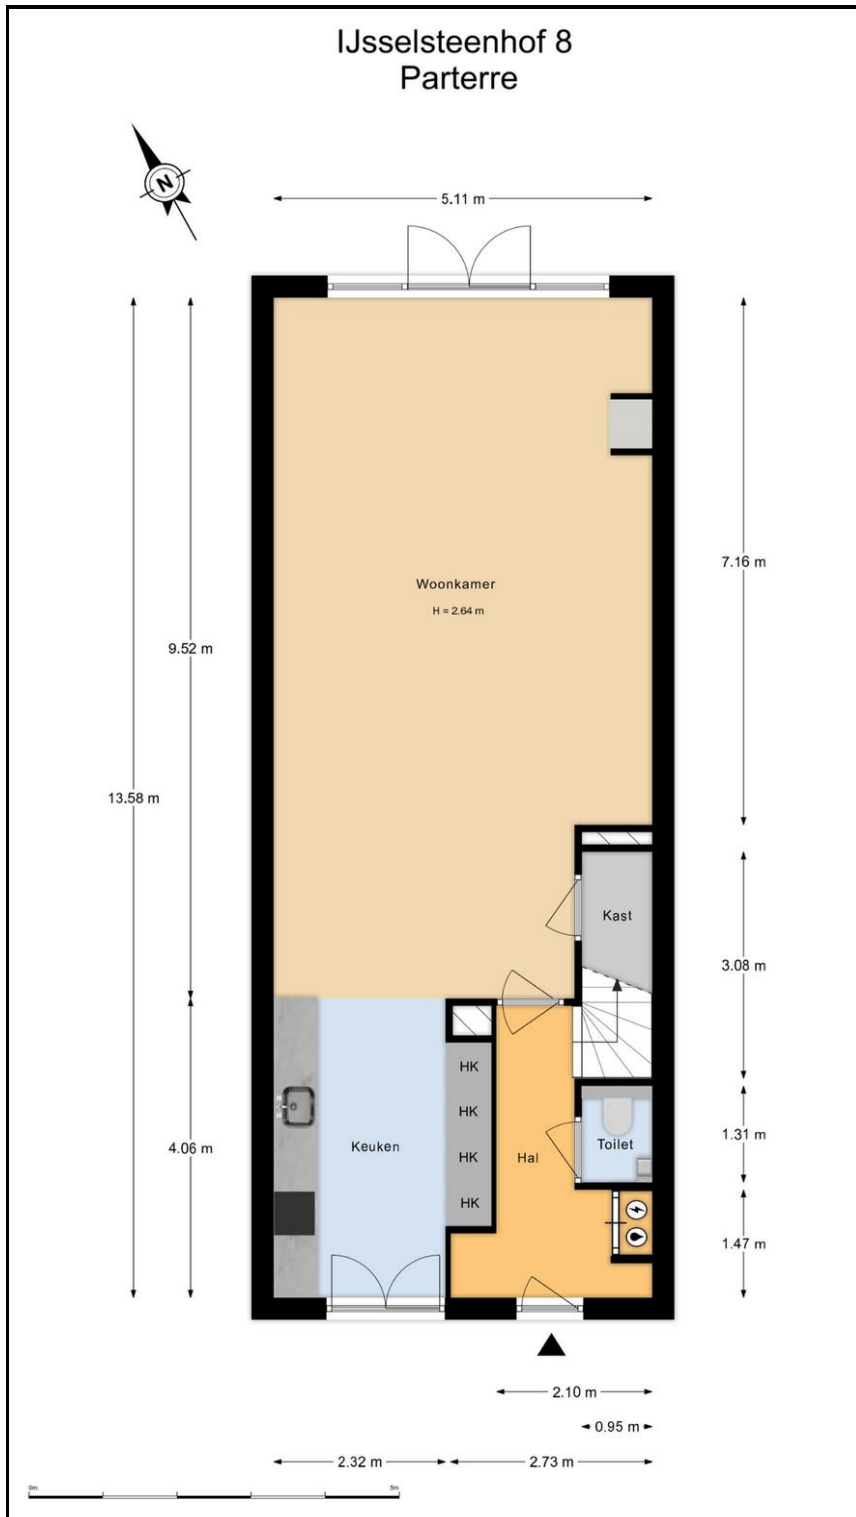 IJsselsteenhof 8
Parterre
N
5.11 m
Woonkamer
H = 2.64 m
7.16 m
9.52 m
13.58 m
Kast
3.08 m
HK
HK
HK
HK
Keuken
Hal
Toilet
4.06 m
1.31 m
1.47 m
2.10 m
0.95 m
2.32 m
2.73 m
0m
5m